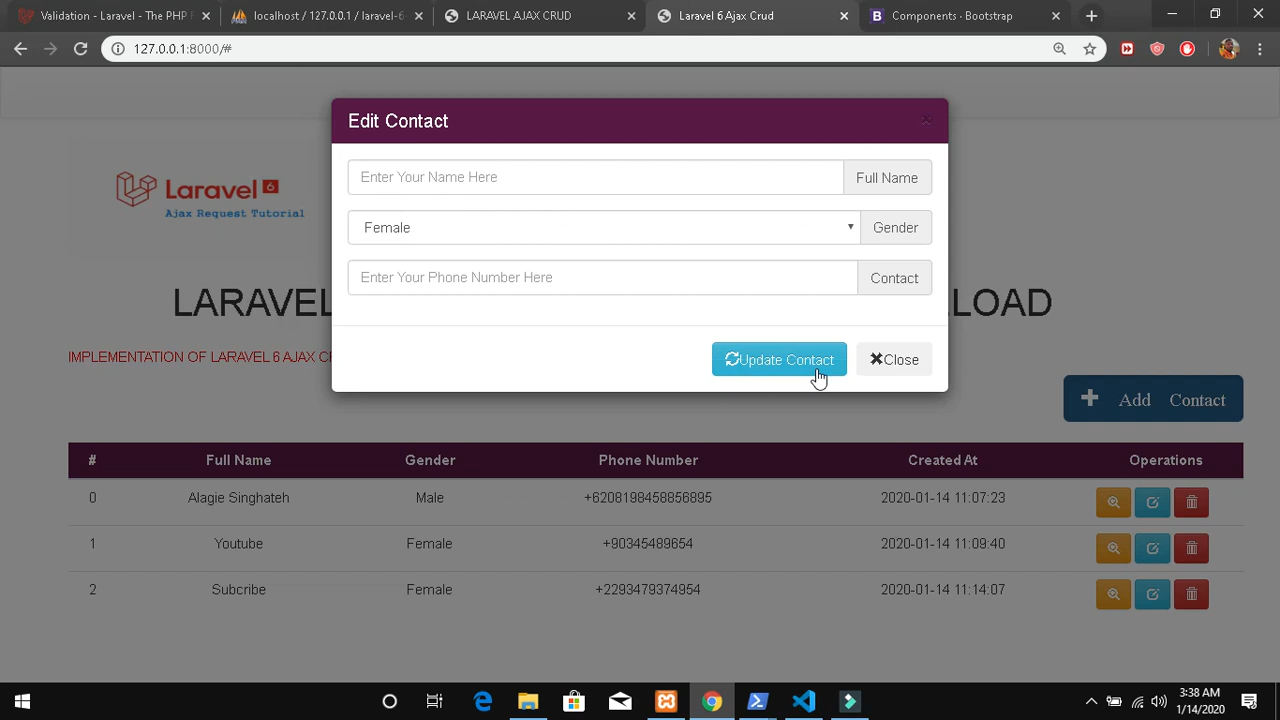 Validation - Laravel - The PHP F
localhost / 127.0.0.1 / laravel-6
LARAVEL AJAX CRUD
Laravel 6 Ajax Crud
Components · Bootstrap
127.0.0.1:8000/#
Edit Contact
×
Enter Your Name Here
Full Name
Female
Gender
Enter Your Phone Number Here
Contact
Update Contact
Close
Laravel 6
Ajax Request Tutorial
LARAVEL
LOAD
IMPLEMENTATION OF LARAVEL 6 AJAX CR
Add Contact
# Full Name Gender Phone Number Created At Operations
0 Alagie Singhateh Male +6208198458856895 2020-01-14 11:07:23
1 Youtube Female +90345489654 2020-01-14 11:09:40
2 Subcribe Female +2293479374954 2020-01-14 11:14:07
3:38 AM
1/14/2020